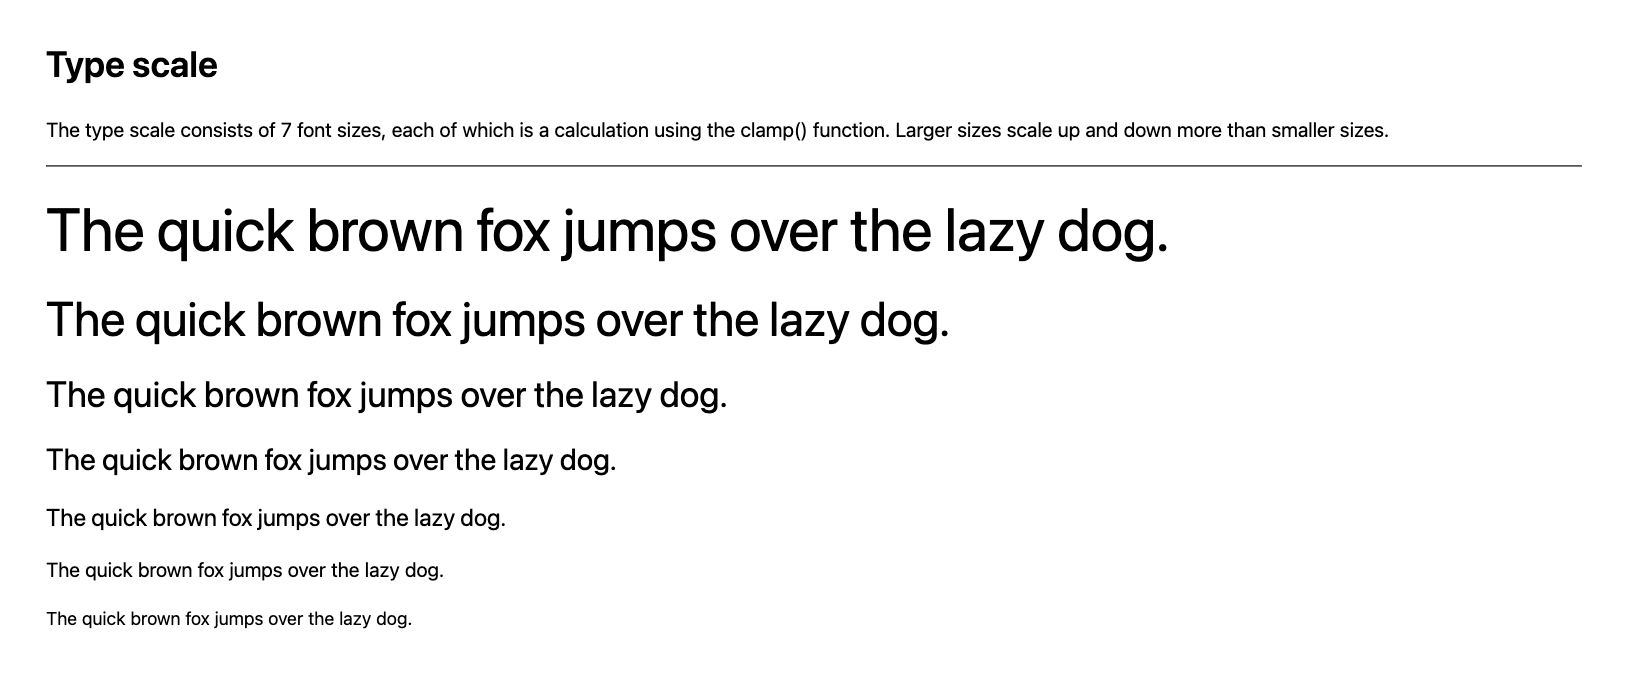 Type scale
The type scale consists of 7 font sizes, each of which is a calculation using the clamp() function. Larger sizes scale up and down more than smaller sizes.
The quick brown fox jumps over the lazy dog.
The quick brown fox jumps over the lazy dog.
The quick brown fox jumps over the lazy dog.
The quick brown fox jumps over the lazy dog.
The quick brown fox jumps over the lazy dog.
The quick brown fox jumps over the lazy dog.
The quick brown fox jumps over the lazy dog.